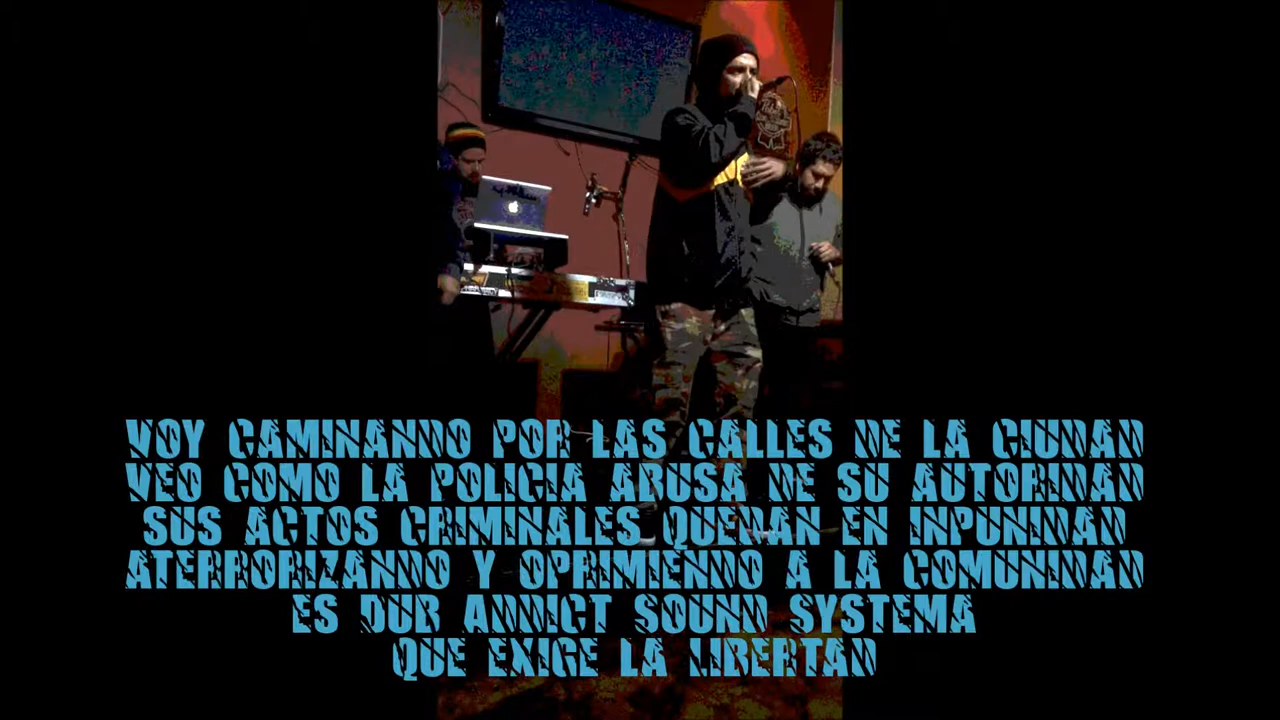 VOY CAMINANDO POR LAS CALLES DE LA CIUDAD
VEO COMO LA POLICIA ABUSA DE SU AUTORIDAD
SUS ACTOS CRIMINALES QUEDAN EN INPUNIDAD
ATERRORIZANDO Y OPRIMIENDO A LA COMUNIDAD
ES DUB ADDICT SOUND SYSTEMA
QUE EXIGE LA LIBERTAD